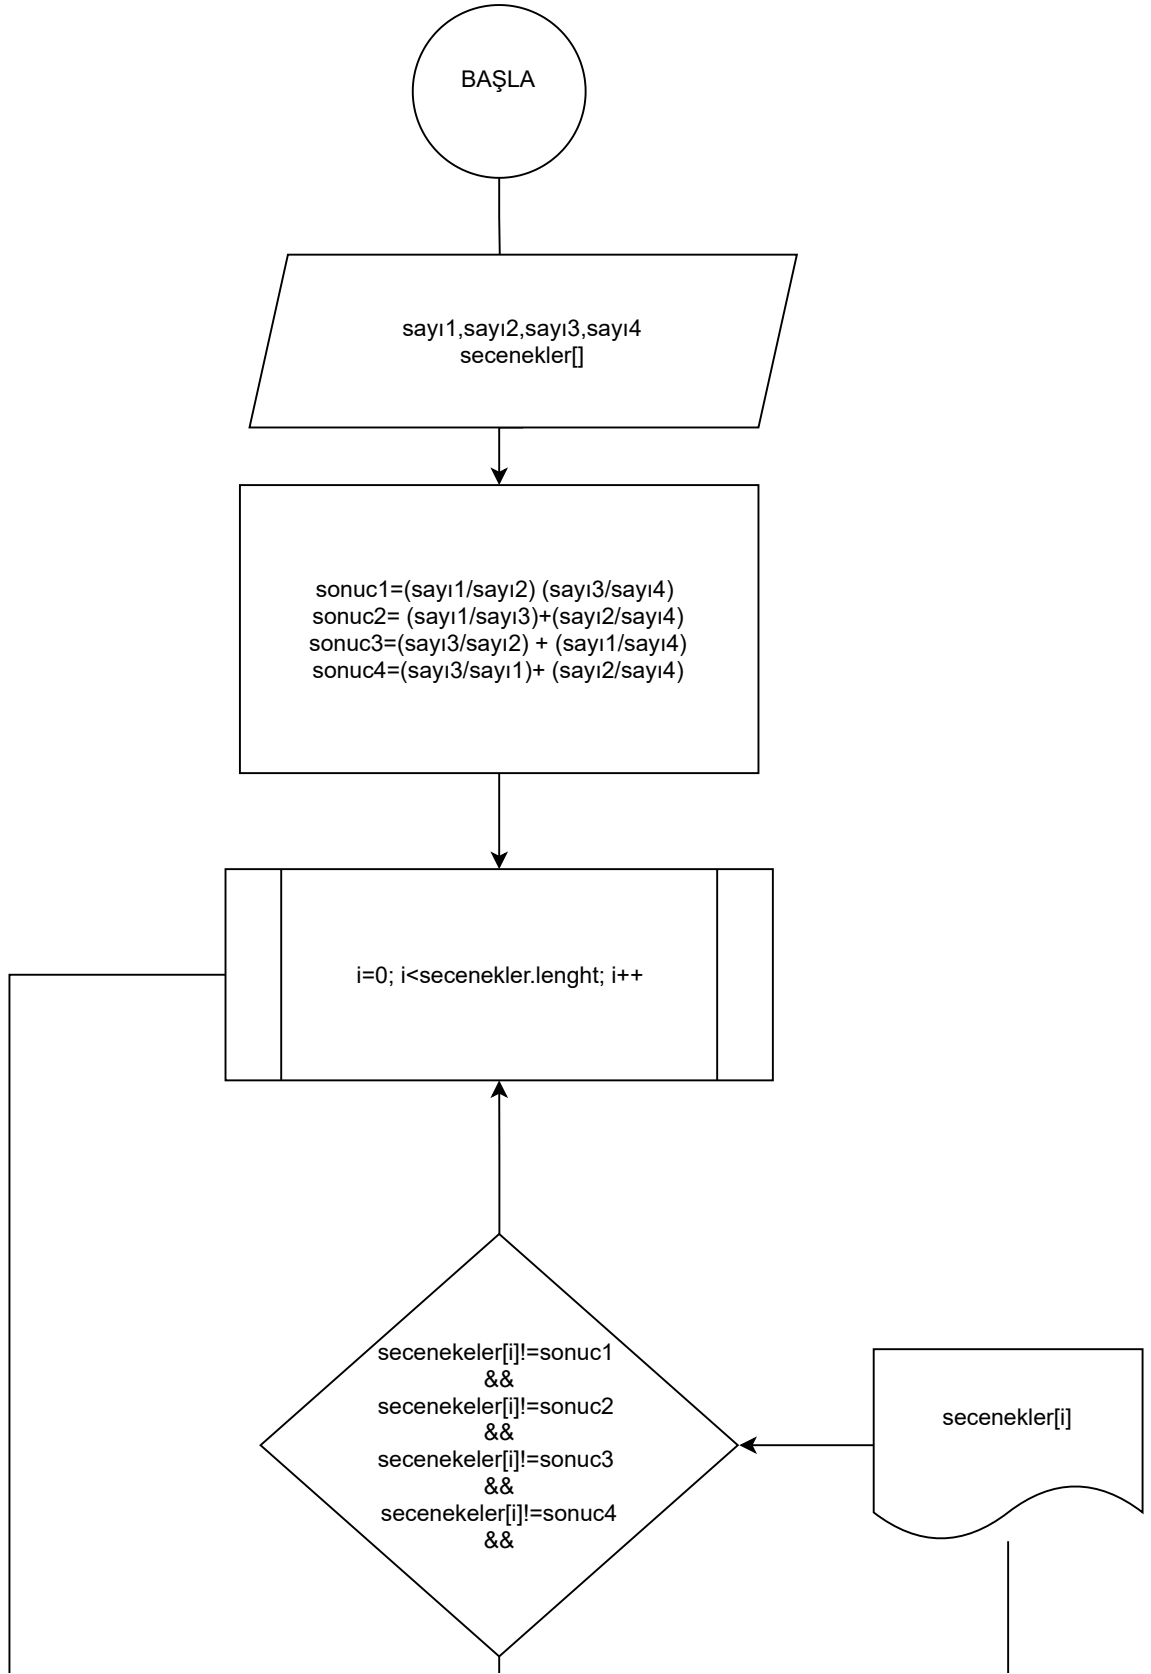 BAŞLA
sayı1,sayı2,sayı3,sayı4
secenekler[]
sonuc1=(sayı1/sayı2) (sayı3/sayı4)
sonuc2= (sayı1/sayı3)+(sayı2/sayı4)
sonuc3=(sayı3/sayı2) + (sayı1/sayı4)
sonuc4=(sayı3/sayı1)+ (sayı2/sayı4)
i=0; i<secenekler.lenght; i++
secenekeler[i]!=sonuc1
&&
secenekeler[i]!=sonuc2
&&
secenekeler[i]!=sonuc3
&&
secenekeler[i]!=sonuc4
&&
secenekler[i]